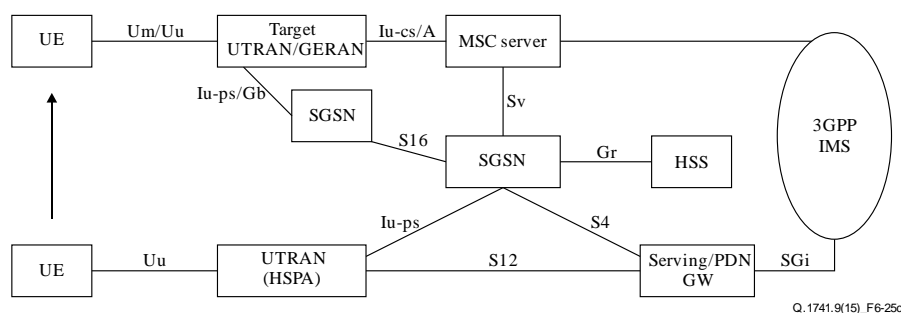 UE
Um/Uu
Target
UTRAN/GERAN
Iu-cs/A
MSC server
Iu-ps/Gb
SGSN
Sv
S16
SGSN
Gr
HSS
3GPP
IMS
Iu-ps
S4
UE
Uu
UTRAN
(HSPA)
S12
Serving/PDN
GW
SGi
Q.1741.9(15)_F6-25c